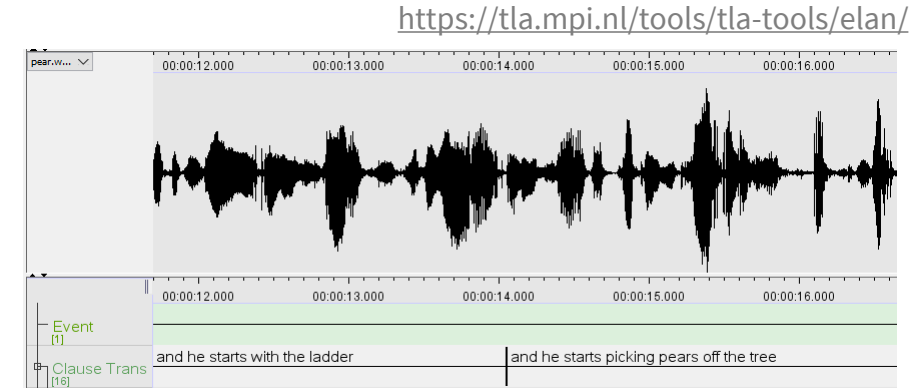 https://tla.mpi.nl/tools/tla-tools/elan/
pear.w...
00:00:12.000 00:00:13.000 00:00:14.000 00:00:15.000 00:00:16.000
00:00:12.000 00:00:13.000 00:00:14.000 00:00:15.000 00:00:16.000
Event
[1]
and he starts with the ladder and he starts picking pears off the tree
Clause Trans
[16]